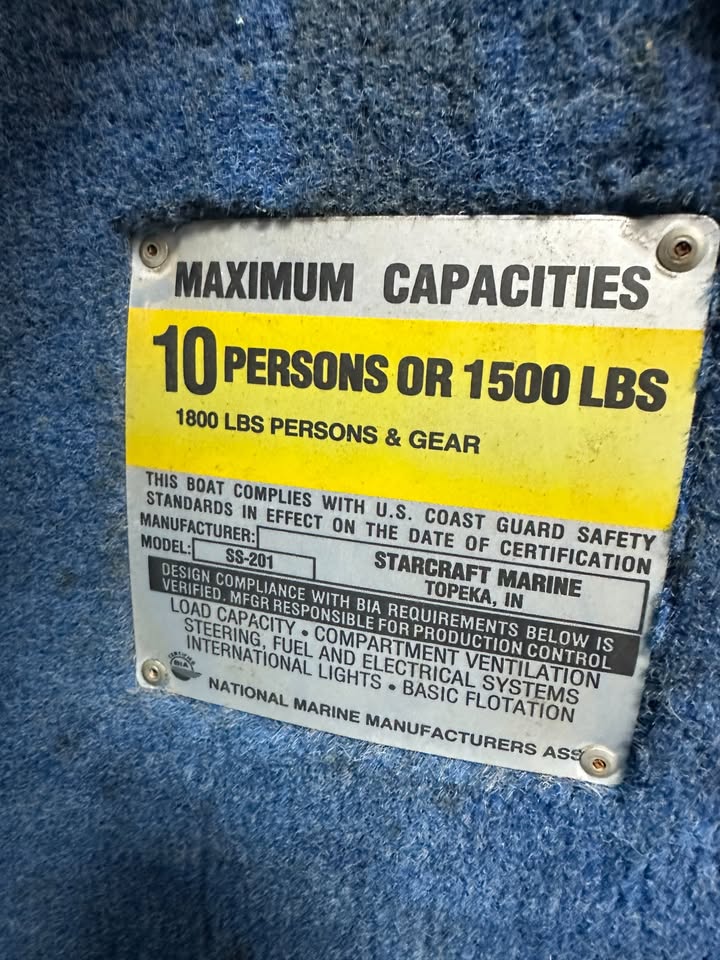 MAXIMUM CAPACITIES
10 PERSONS OR 1500 LBS
1800 LBS PERSONS & GEAR
THIS BOAT COMPLIES WITH U.S. COAST GUARD SAFETY
STANDARDS IN EFFECT ON THE DATE OF CERTIFICATION
MANUFACTURER: STARCRAFT MARINE
MODEL: SS-201 TOPEKA, IN
DESIGN COMPLIANCE WITH BIA REQUIREMENTS BELOW IS
VERIFIED. MFGR RESPONSIBLE FOR PRODUCTION CONTROL
LOAD CAPACITY • COMPARTMENT VENTILATION
STEERING, FUEL AND ELECTRICAL SYSTEMS
INTERNATIONAL LIGHTS • BASIC FLOTATION
CERTIFIED
BIA
NATIONAL MARINE MANUFACTURERS ASS